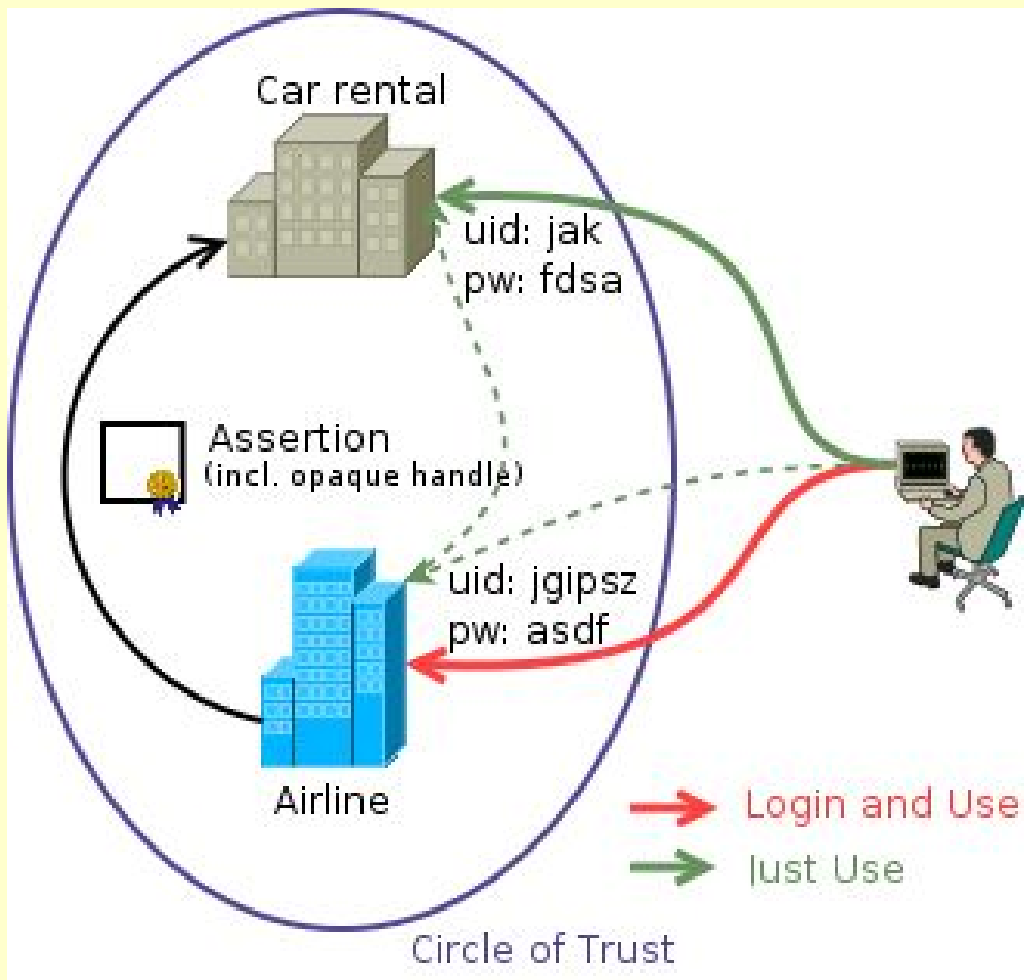 Car rental
uid: jak
pw: fdsa
Assertion
(incl. opaque handle)
uid: jgipsz
pw: asdf
Airline
Login and Use
Just Use
Circle of Trust